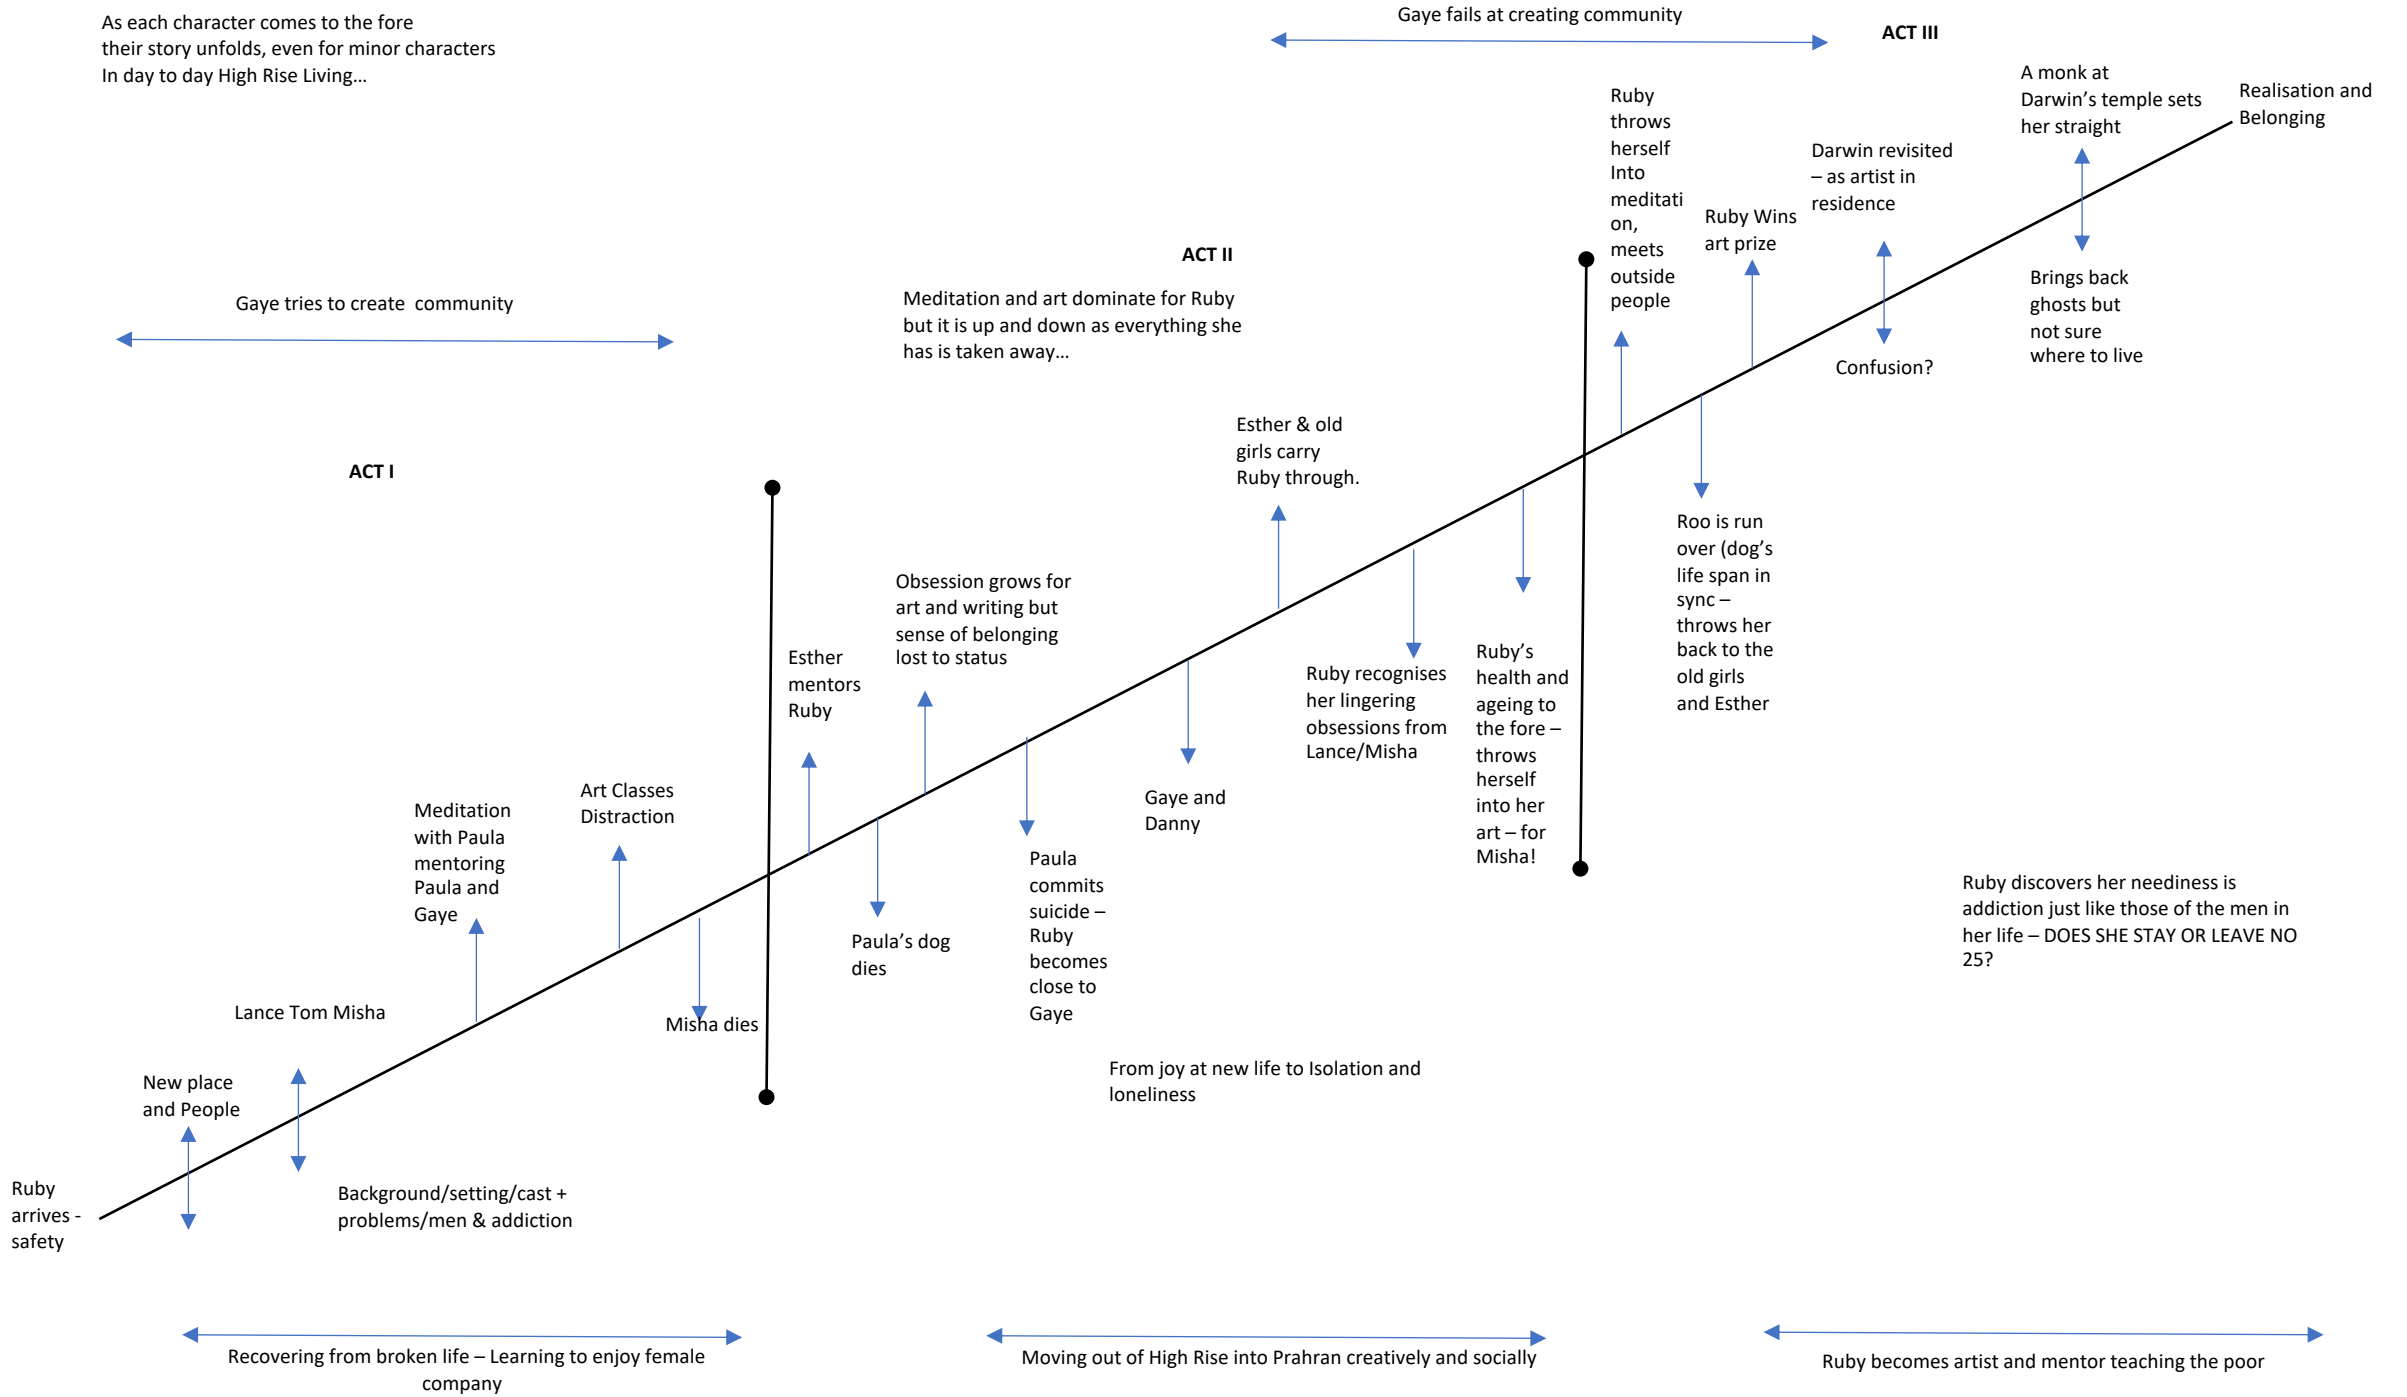 As each character comes to the fore
their story unfolds, even for minor characters
In day to day High Rise Living…
Gaye fails at creating community
ACT III
A monk at
Darwin’s temple sets
her straight
Realisation and
Belonging
Ruby
throws
herself
Into
meditati
on,
meets
outside
people
Darwin revisited
– as artist in
residence
Ruby Wins
art prize
ACT II
Meditation and art dominate for Ruby
but it is up and down as everything she
has is taken away…
Gaye tries to create  community
Brings back
ghosts but
not sure
where to live
Confusion?
Esther & old
girls carry
Ruby through.
ACT I
Roo is run
over (dog’s
life span in
sync –
throws her
back to the
old girls
and Esther
Obsession grows for
art and writing but
sense of belonging
lost to status
Esther
mentors
Ruby
Ruby recognises
her lingering
obsessions from
Lance/Misha
Ruby’s
health and
ageing to
the fore –
throws
herself
into her
art – for
Misha!
Art Classes
Distraction
Meditation
with Paula
mentoring
Paula and
Gaye
Gaye and
Danny
Paula
commits
suicide –
Ruby
becomes
close to
Gaye
Paula’s dog
dies
Ruby discovers her neediness is
addiction just like those of the men in
her life – DOES SHE STAY OR LEAVE NO
25?
Lance Tom Misha
Misha dies
New place
and People
From joy at new life to Isolation and
loneliness
Ruby
arrives -
safety
Background/setting/cast +
problems/men & addiction
Recovering from broken life – Learning to enjoy female
company
Moving out of High Rise into Prahran creatively and socially
Ruby becomes artist and mentor teaching the poor